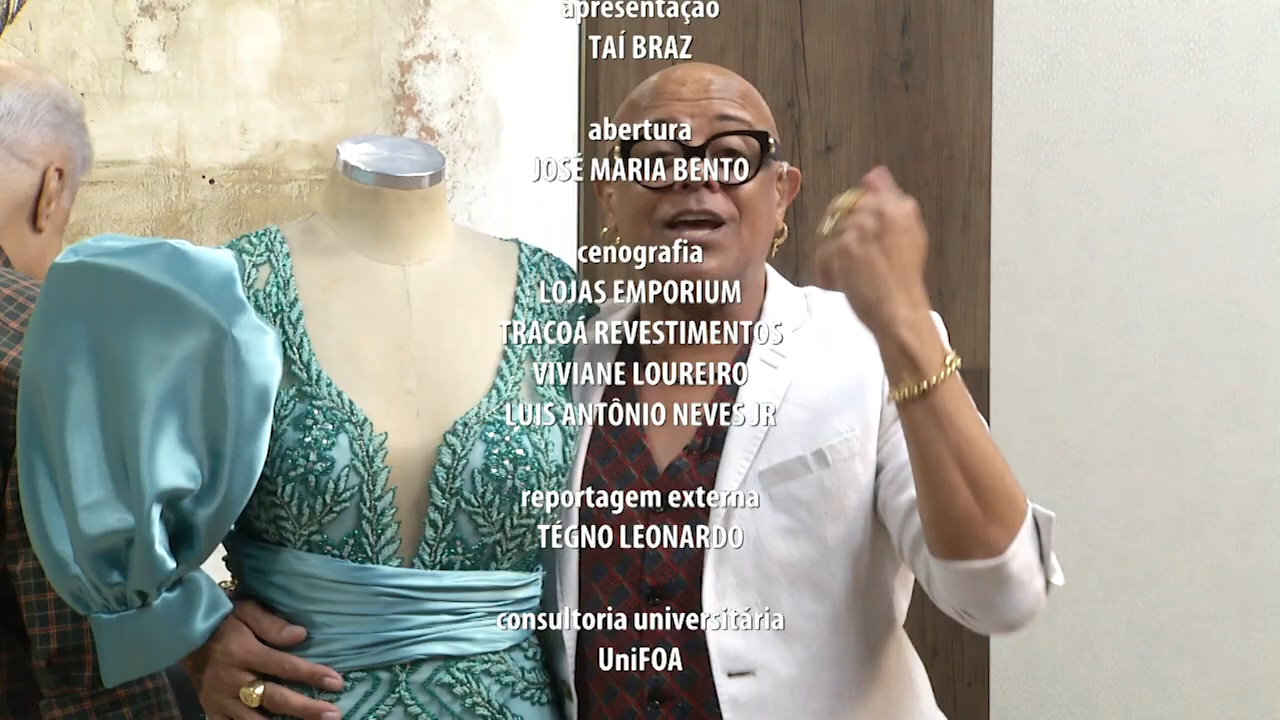 apresentação
TAÍ BRAZ
abertura
JOSÉ MARIA BENTO
cenografia
LOJAS EMPORIUM
TRACOÁ REVESTIMENTOS
VIVIANE LOUREIRO
LUIS ANTÔNIO NEVES JR
reportagem externa
TÉGNO LEONARDO
consultoria universitária
UniFOA